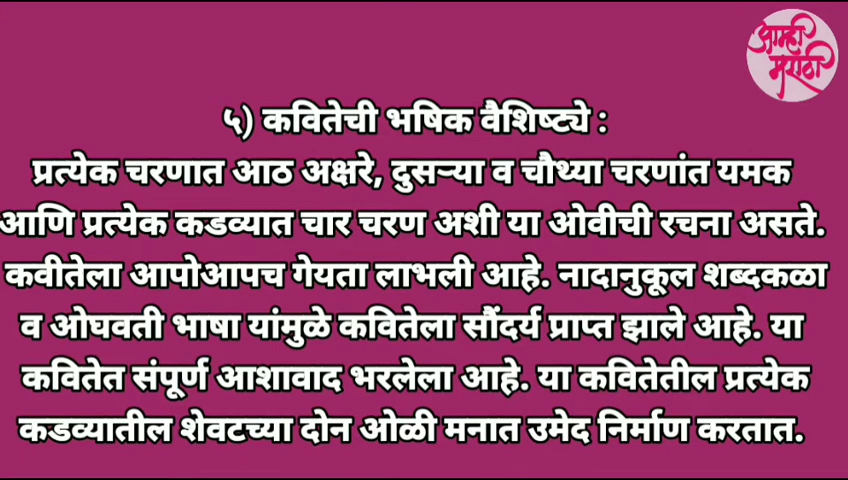 आम्ही
मराठी
५) कवितेची भषिक वैशिष्ट्ये :
प्रत्येक चरणात आठ अक्षरे, दुसऱ्या व चौथ्या चरणांत यमक
आणि प्रत्येक कडव्यात चार चरण अशी या ओवीची रचना असते.
कवीतेला आपोआपच गेयता लाभली आहे. नादानुकूल शब्दकळा
व ओघवती भाषा यांमुळे कवितेला सौंदर्य प्राप्त झाले आहे. या
कवितेत संपूर्ण आशावाद भरलेला आहे. या कवितेतील प्रत्येक
कडव्यातील शेवटच्या दोन ओळी मनात उमेद निर्माण करतात.